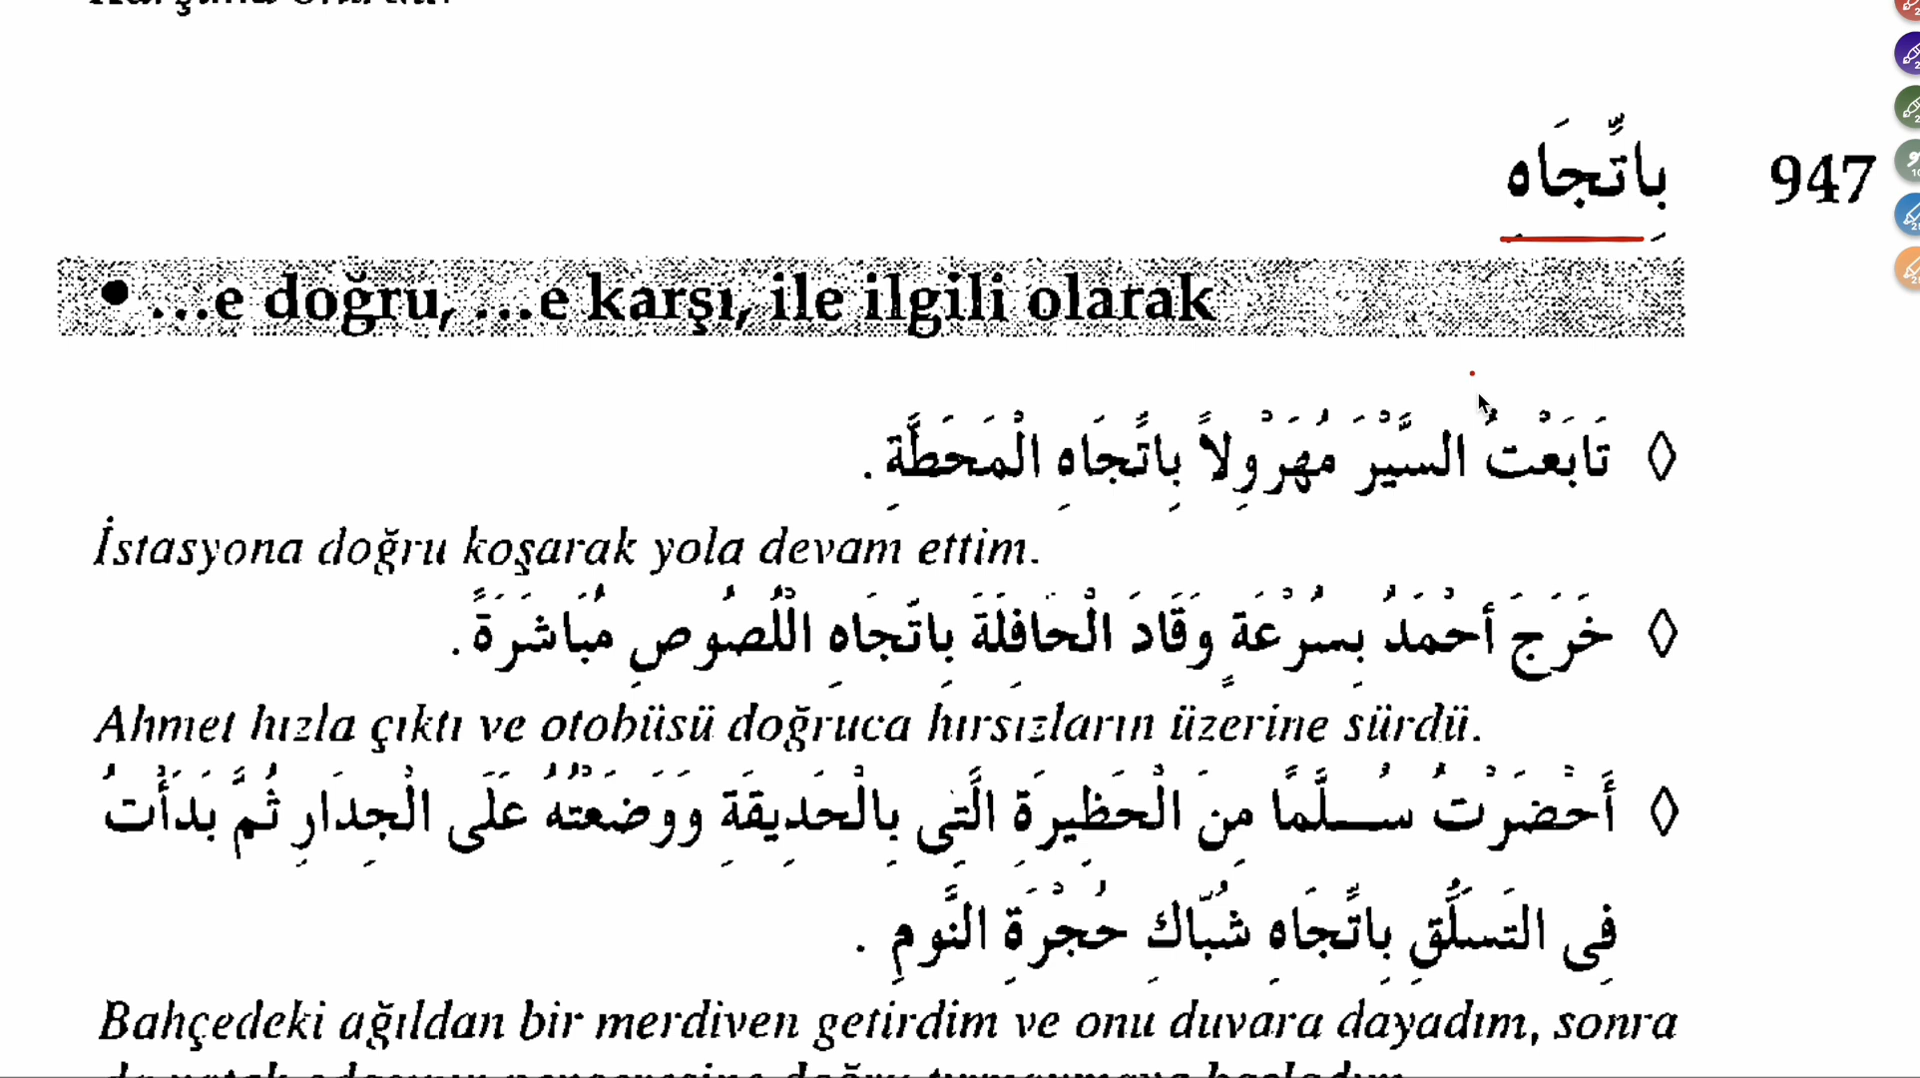 بِاتِّجَاهِ 947
• ...e doğru, ...e karşı, ile ilgili olarak
◊ تَابَعْتُ السَّيْرَ مُهَرْوِلاً بِاتِّجَاهِ الْمَحَطَّةِ .
İstasyona doğru koşarak yola devam ettim.
◊ خَرَجَ أَحْمَدُ بِسُرْعَةٍ وَقَادَ الْحَافِلَةَ بِاتِّجَاهِ اللُّصُوصِ مُبَاشَرَةً .
Ahmet hızla çıktı ve otobüsü doğruca hırsızların üzerine sürdü.
◊ أَحْضَرْتُ سُـلَّمًا مِنَ الْحَظِيرَةِ الَّتِى بِالْحَدِيقَةِ وَوَضَعْتُهُ عَلَى الْجِدَارِ ثُمَّ بَدَأْتُ
فِى التَسَلُّقِ بِاتِّجَاهِ شُبَّاكِ حُجْرَةِ النَّومِ .
Bahçedeki ağıldan bir merdiven getirdim ve onu duvara dayadım, sonra